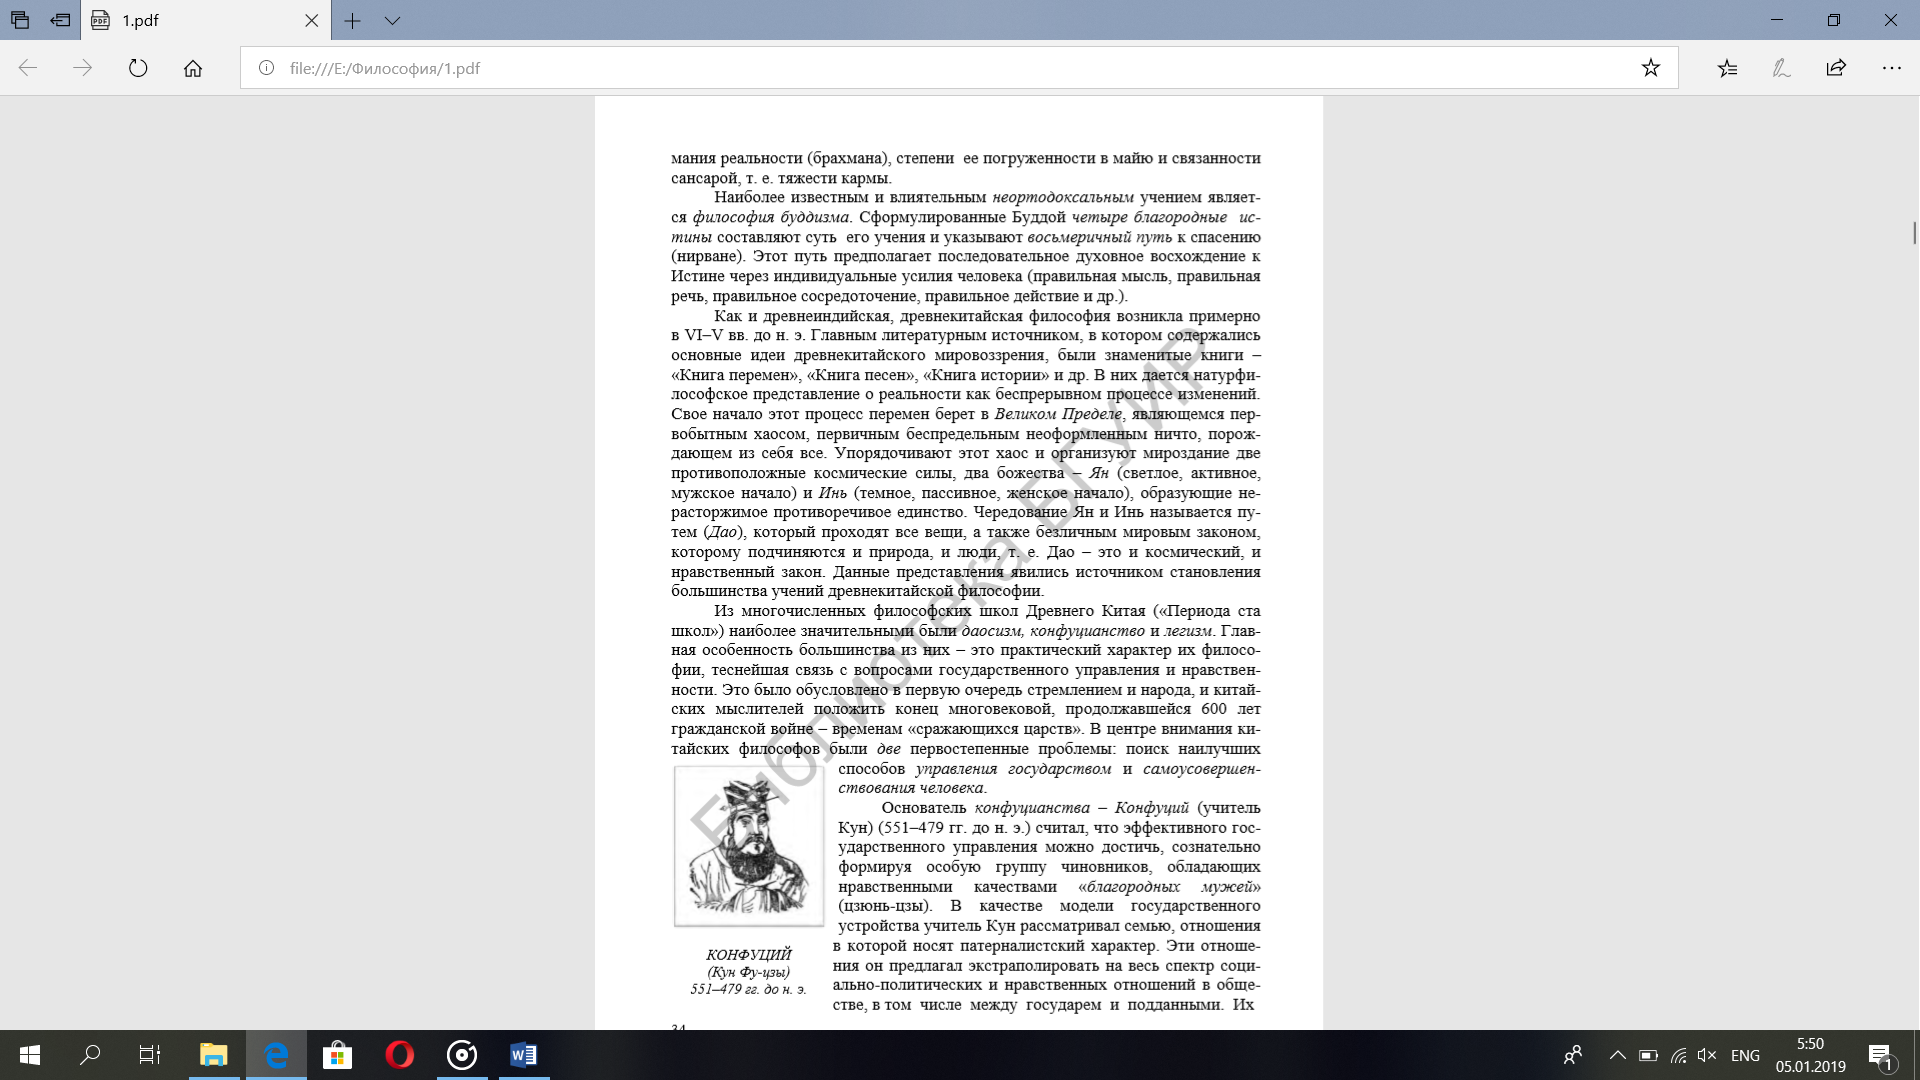 1.pdf
file:///E:/Философия/1.pdf
мания реальности (брахмана), степени ее погруженности в майю и связанности
сансарой, т. е. тяжести кармы.
Наиболее известным и влиятельным неортодоксальным учением являет-
ся философия буддизма. Сформулированные Буддой четыре благородные ис-
тины составляют суть его учения и указывают восьмеричный путь к спасению
(нирване). Этот путь предполагает последовательное духовное восхождение к
Истине через индивидуальные усилия человека (правильная мысль, правильная
речь, правильное сосредоточение, правильное действие и др.).
Как и древнеиндийская, древнекитайская философия возникла примерно
в VI–V вв. до н. э. Главным литературным источником, в котором содержались
основные идеи древнекитайского мировоззрения, были знаменитые книги –
«Книга перемен», «Книга песен», «Книга истории» и др. В них дается натурфи-
лософское представление о реальности как беспрерывном процессе изменений.
Свое начало этот процесс перемен берет в Великом Пределе, являющемся пер-
вобытным хаосом, первичным беспредельным неоформленным ничто, порож-
дающем из себя все. Упорядочивают этот хаос и организуют мироздание две
противоположные космические силы, два божества – Ян (светлое, активное,
мужское начало) и Инь (темное, пассивное, женское начало), образующие не-
расторжимое противоречивое единство. Чередование Ян и Инь называется пу-
тем (Дао), который проходят все вещи, а также безличным мировым законом,
которому подчиняются и природа, и люди, т. е. Дао – это и космический, и
нравственный закон. Данные представления явились источником становления
большинства учений древнекитайской философии.
Из многочисленных философских школ Древнего Китая («Периода ста
школ») наиболее значительными были даосизм, конфуцианство и легизм. Глав-
ная особенность большинства из них – это практический характер их филосо-
фии, теснейшая связь с вопросами государственного управления и нравствен-
ности. Это было обусловлено в первую очередь стремлением и народа, и китай-
ских мыслителей положить конец многовековой, продолжавшейся 600 лет
гражданской войне – временам «сражающихся царств». В центре внимания ки-
тайских философов были две первостепенные проблемы: поиск наилучших
способов управления государством и самоусовершен-
ствования человека.
Основатель конфуцианства – Конфуций (учитель
Кун) (551–479 гг. до н. э.) считал, что эффективного гос-
ударственного управления можно достичь, сознательно
формируя особую группу чиновников, обладающих
нравственными качествами «благородных мужей»
(цзюнь-цзы). В качестве модели государственного
устройства учитель Кун рассматривал семью, отношения
в которой носят патерналистский характер. Эти отноше-
ния он предлагал экстраполировать на весь спектр соци-
ально-политических и нравственных отношений в обще-
стве, в том числе между государем и подданными. Их
КОНФУЦИЙ
(Кун Фу-цзы)
551–479 гг. до н. э.
34
Библиотека БГУИР
ENG
5:50
05.01.2019
1